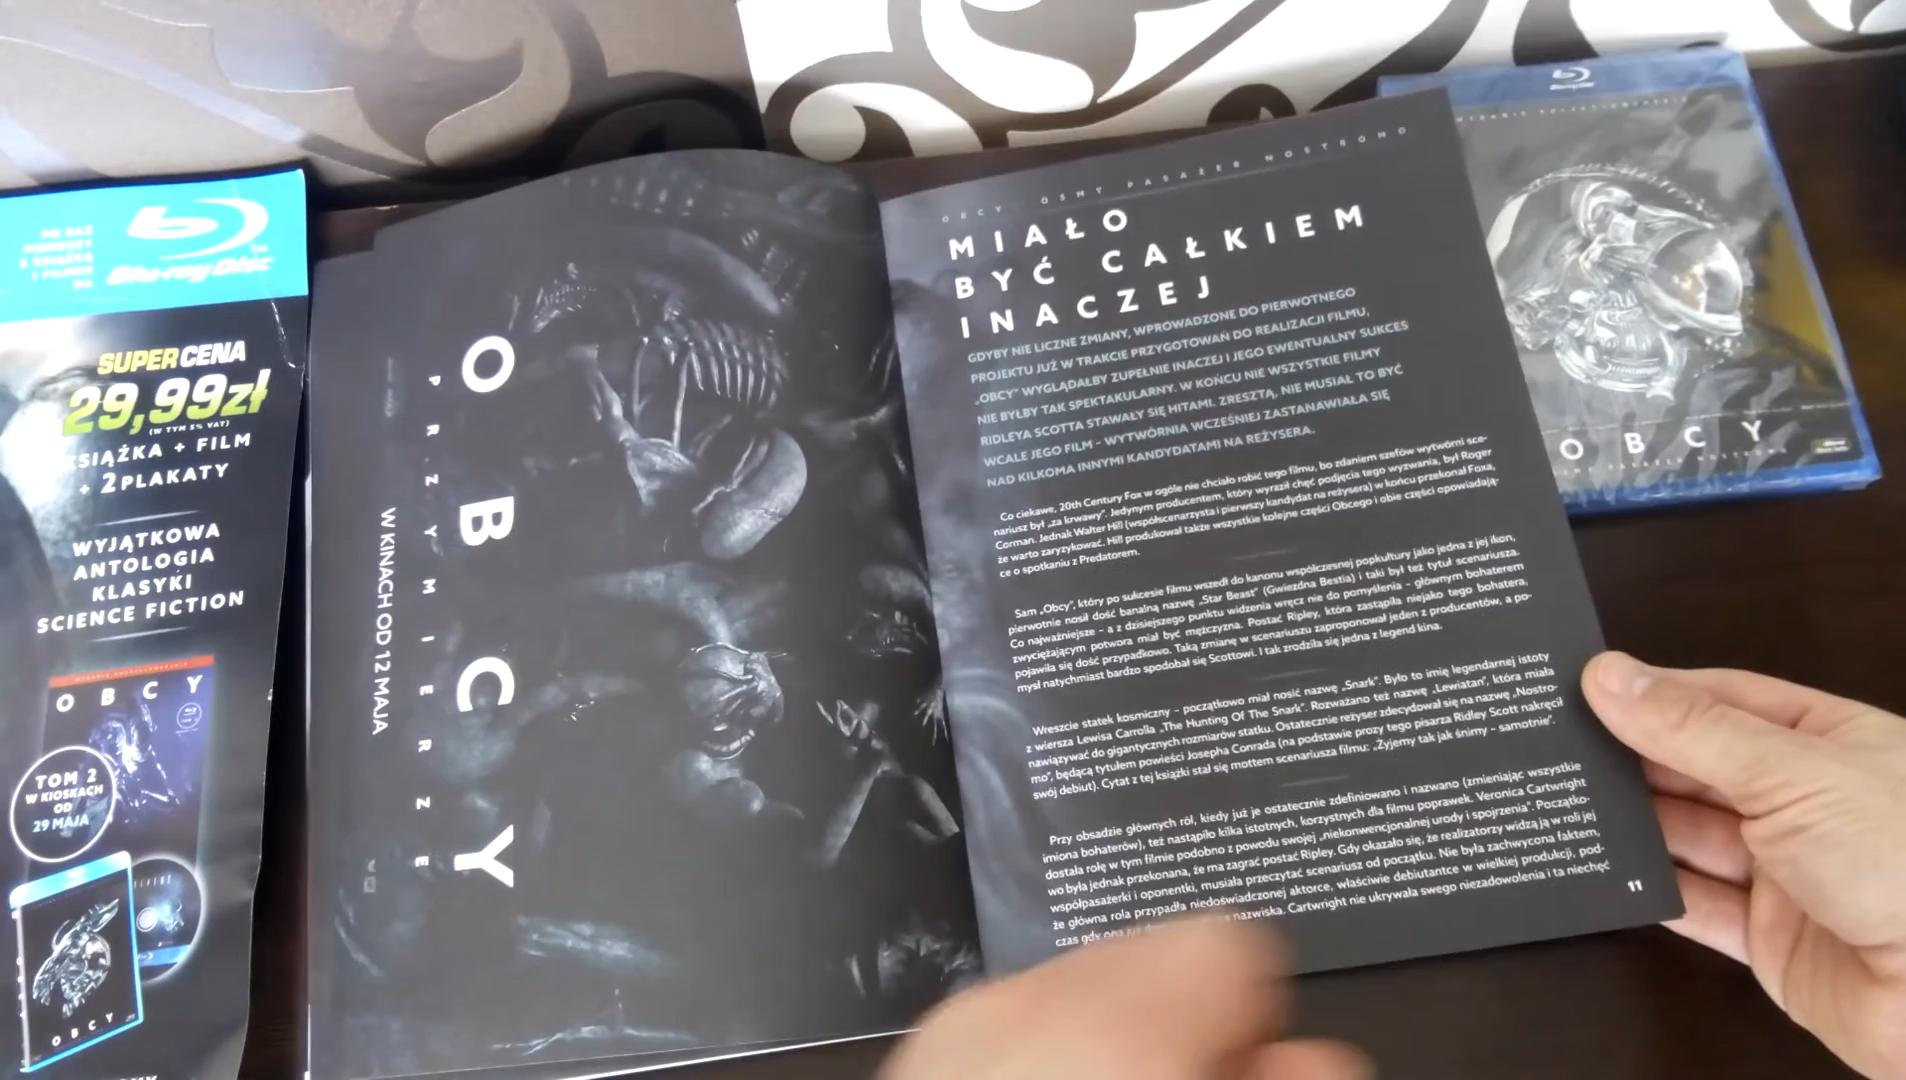 PO RAZ
PIERWSZY
Z KSIĄŻKĄ
I FILMEM
NA
Blu-ray Disc
TM
SUPER CENA
29,99zł
(W TYM 5% VAT)
KSIĄŻKA + FILM
+ 2 PLAKATY
WYJĄTKOWA
ANTOLOGIA
KLASYKI
SCIENCE FICTION
OBCY
TOM 2
W KIOSKACH
OD
29 MAJA
OBCY
OBCY
PRZYMIERZE
W KINACH OD 12 MAJA
OBCY. ÓSMY PASAŻER NOSTROMO
MIAŁO
BYĆ CAŁKIEM
INACZEJ
GDYBY NIE LICZNE ZMIANY, WPROWADZONE DO PIERWOTNEGO
PROJEKTU JUŻ W TRAKCIE PRZYGOTOWAŃ DO REALIZACJI FILMU,
„OBCY” WYGLĄDAŁBY ZUPEŁNIE INACZEJ I JEGO EWENTUALNY SUKCES
NIE BYŁBY TAK SPEKTAKULARNY. W KOŃCU NIE WSZYSTKIE FILMY
RIDLEYA SCOTTA STAWAŁY SIĘ HITAMI. ZRESZTĄ, NIE MUSIAŁ TO BYĆ
WCALE JEGO FILM – WYTWÓRNIA WCZEŚNIEJ ZASTANAWIAŁA SIĘ
NAD KILKOMA INNYMI KANDYDATAMI NA REŻYSERA.
Co ciekawe, 20th Century Fox w ogóle nie chciało robić tego filmu, bo zdaniem szefów wytwórni sce-
nariusz był „za krwawy”. Jedynym producentem, który wyraził chęć podjęcia tego wyzwania, był Roger
Corman. Jednak Walter Hill (współscenarzysta i pierwszy kandydat na reżysera) w końcu przekonał Foxa,
że warto zaryzykować. Hill produkował także wszystkie kolejne części Obcego i obie części opowiadają-
ce o spotkaniu z Predatorem.
Sam „Obcy”, który po sukcesie filmu wszedł do kanonu współczesnej popkultury jako jedna z jej ikon,
pierwotnie nosił dość banalną nazwę „Star Beast” (Gwiezdna Bestia) i taki był też tytuł scenariusza.
Co najważniejsze – a z dzisiejszego punktu widzenia wręcz nie do pomyślenia – głównym bohaterem
zwyciężającym potwora miał być mężczyzna. Postać Ripley, która zastąpiła niejako tego bohatera,
pojawiła się dość przypadkowo. Taką zmianę w scenariuszu zaproponował jeden z producentów, a po-
mysł natychmiast bardzo spodobał się Scottowi. I tak zrodziła się jedna z legend kina.
Wreszcie statek kosmiczny – początkowo miał nosić nazwę „Snark”. Było to imię legendarnej istoty
z wiersza Lewisa Carrolla „The Hunting Of The Snark”. Rozważano też nazwę „Lewiatan”, która miała
nawiązywać do gigantycznych rozmiarów statku. Ostatecznie reżyser zdecydował się na nazwę „Nostro-
mo”, będącą tytułem powieści Josepha Conrada (na podstawie prozy tego pisarza Ridley Scott nakręcił
swój debiut). Cytat z tej książki stał się mottem scenariusza filmu: „Żyjemy tak jak śnimy – samotnie”.
Przy obsadzie głównych ról, kiedy już je ostatecznie zdefiniowano i nazwano (zmieniając wszystkie
imiona bohaterów), też nastąpiło kilka istotnych, korzystnych dla filmu poprawek. Veronica Cartwright
dostała rolę w tym filmie podobno z powodu swojej „niekonwencjonalnej urody i spojrzenia”. Początko-
wo była jednak przekonana, że ma zagrać postać Ripley. Gdy okazało się, że realizatorzy widzą ją w roli jej
współpasażerki i oponentki, musiała przeczytać scenariusz od początku. Nie była zachwycona faktem,
że główna rola przypadła niedoświadczonej aktorce, właściwie debiutantce w wielkiej produkcji, pod-
czas gdy ona nazwiska. Cartwright nie ukrywała swego niezadowolenia i ta niechęć
11
Blu-ray Disc
WYDANIE KOLEKCJONERSKIE
OBCY